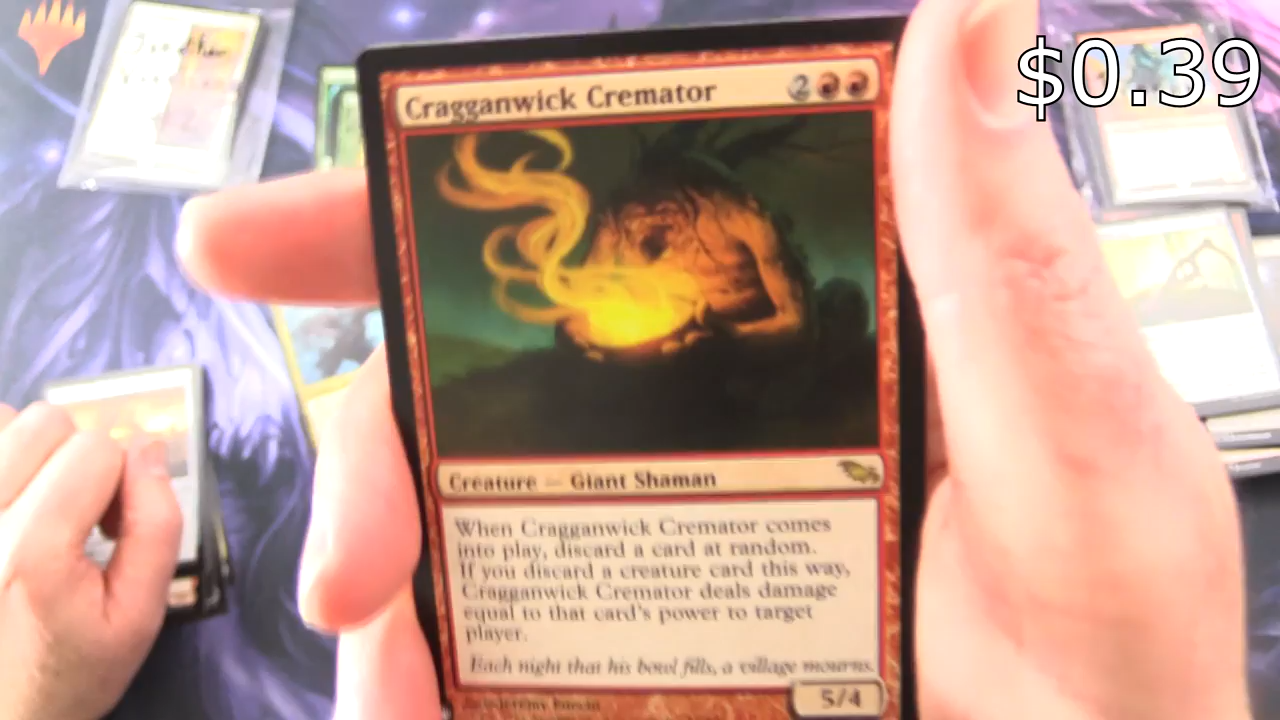 $0.39
Cragganwick Cremator 2
Creature — Giant Shaman
When Cragganwick Cremator comes
into play, discard a card at random.
If you discard a creature card this way,
Cragganwick Cremator deals damage
equal to that card's power to target
player.
Each night that his bowl fills, a village mourns.
5/4